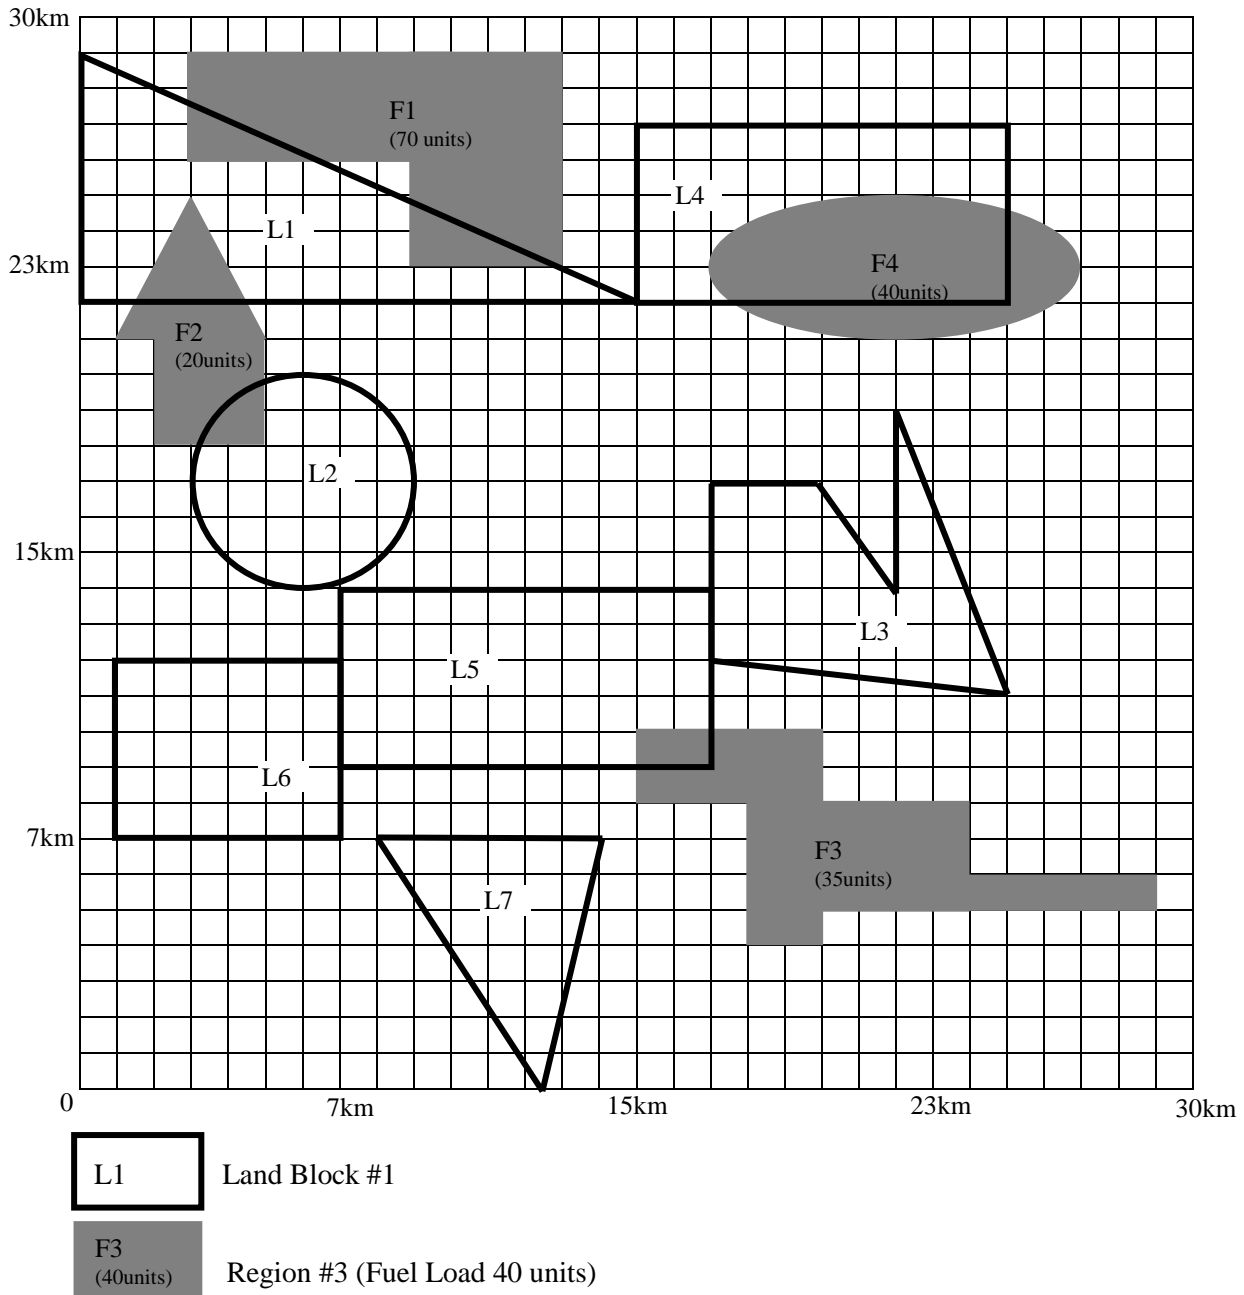 30km
F1
(70 units)
L4
L1
23km
F4
(40units)
F2
(20units)
L2
15km
L3
L5
L6
7km
F3
(35units)
L7
0
7km
15km
23km
30km
L1
Land Block #1
F3
(40units)
Region #3 (Fuel Load 40 units)